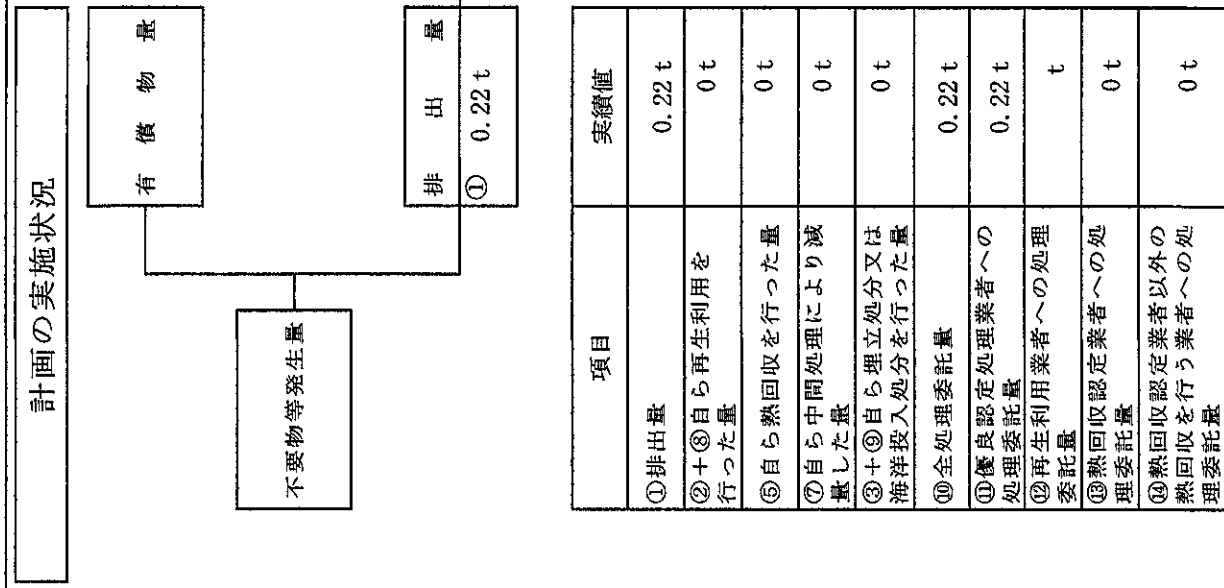 計画の実施状況
有償物量
不要物等発生量
排出量
① 0.22 t
項目 実績値
①排出量 0.22 t
②+⑧自ら再生利用を
行った量 0 t
⑤自ら熱回収を行った量 0 t
⑦自ら中間処理により減
量した量 0 t
③+⑨自ら埋立処分又は
海洋投入処分を行った量 0 t
⑩全処理委託量 0.22 t
⑪優良認定処理業者への
処理委託量 0.22 t
⑫再生利用業者への処理
委託量 t
⑬熱回収認定業者への処
理委託量 0 t
⑭熱回収認定業者以外の
熱回収を行う業者への処
理委託量 0 t